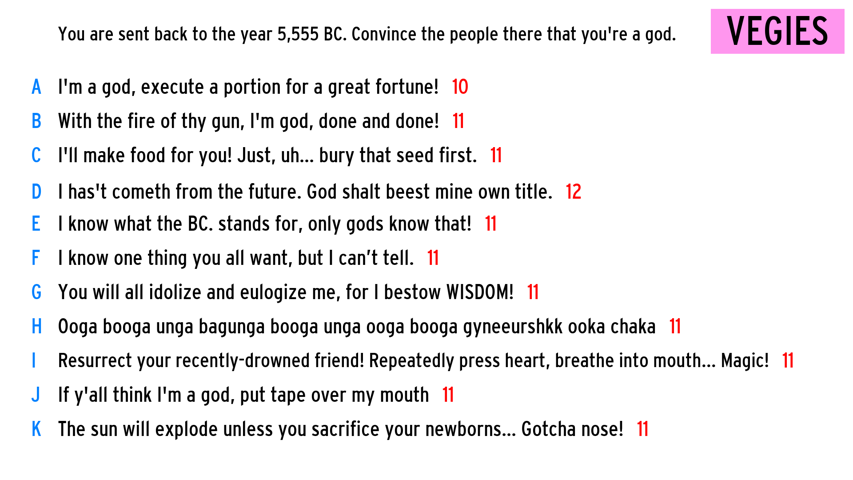 You are sent back to the year 5,555 BC. Convince the people there that you're a god.
VEGIES
A I'm a god, execute a portion for a great fortune! 10
B With the fire of thy gun, I'm god, done and done! 11
C I'll make food for you! Just, uh... bury that seed first. 11
D I has't cometh from the future. God shalt beest mine own title. 12
E I know what the BC. stands for, only gods know that! 11
F I know one thing you all want, but I can’t tell. 11
G You will all idolize and eulogize me, for I bestow WISDOM! 11
H Ooga booga unga bagunga booga unga ooga booga gyneeurshkk ooka chaka 11
I Resurrect your recently-drowned friend! Repeatedly press heart, breathe into mouth... Magic! 11
J If y'all think I'm a god, put tape over my mouth 11
K The sun will explode unless you sacrifice your newborns... Gotcha nose! 11